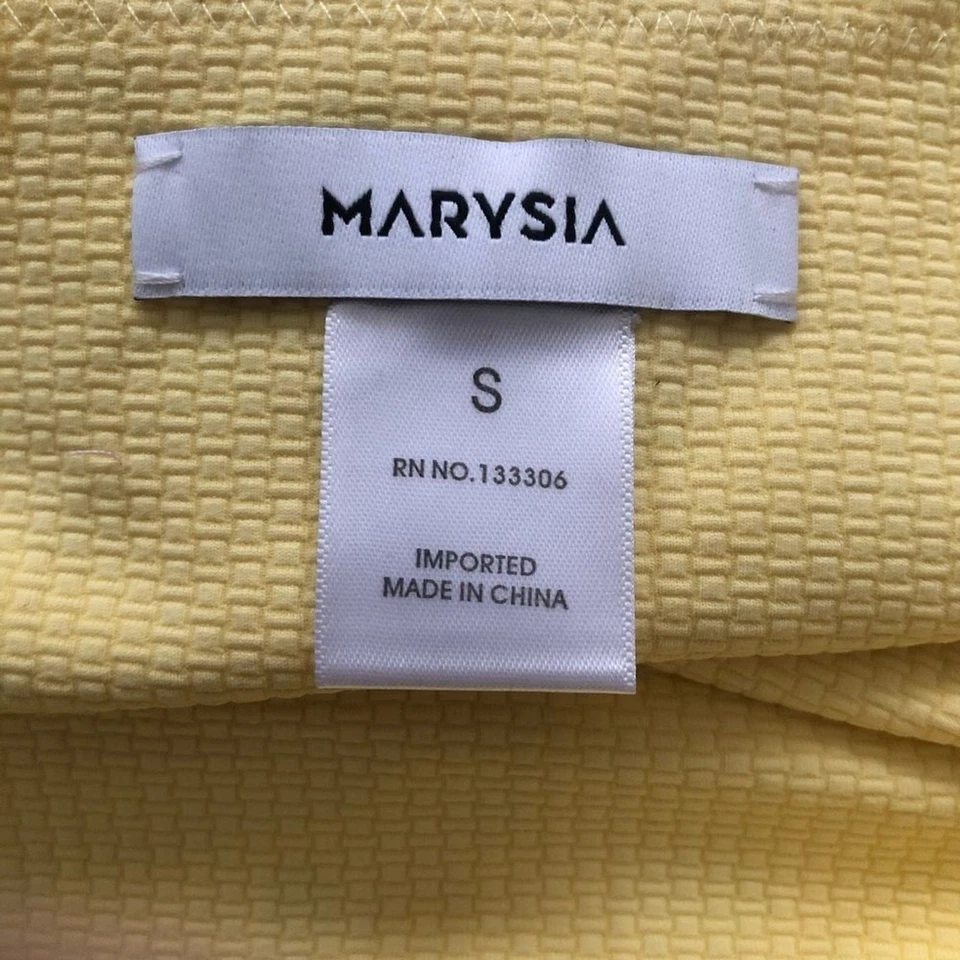 MARYSIA
S
RN NO.133306
IMPORTED
MADE IN CHINA